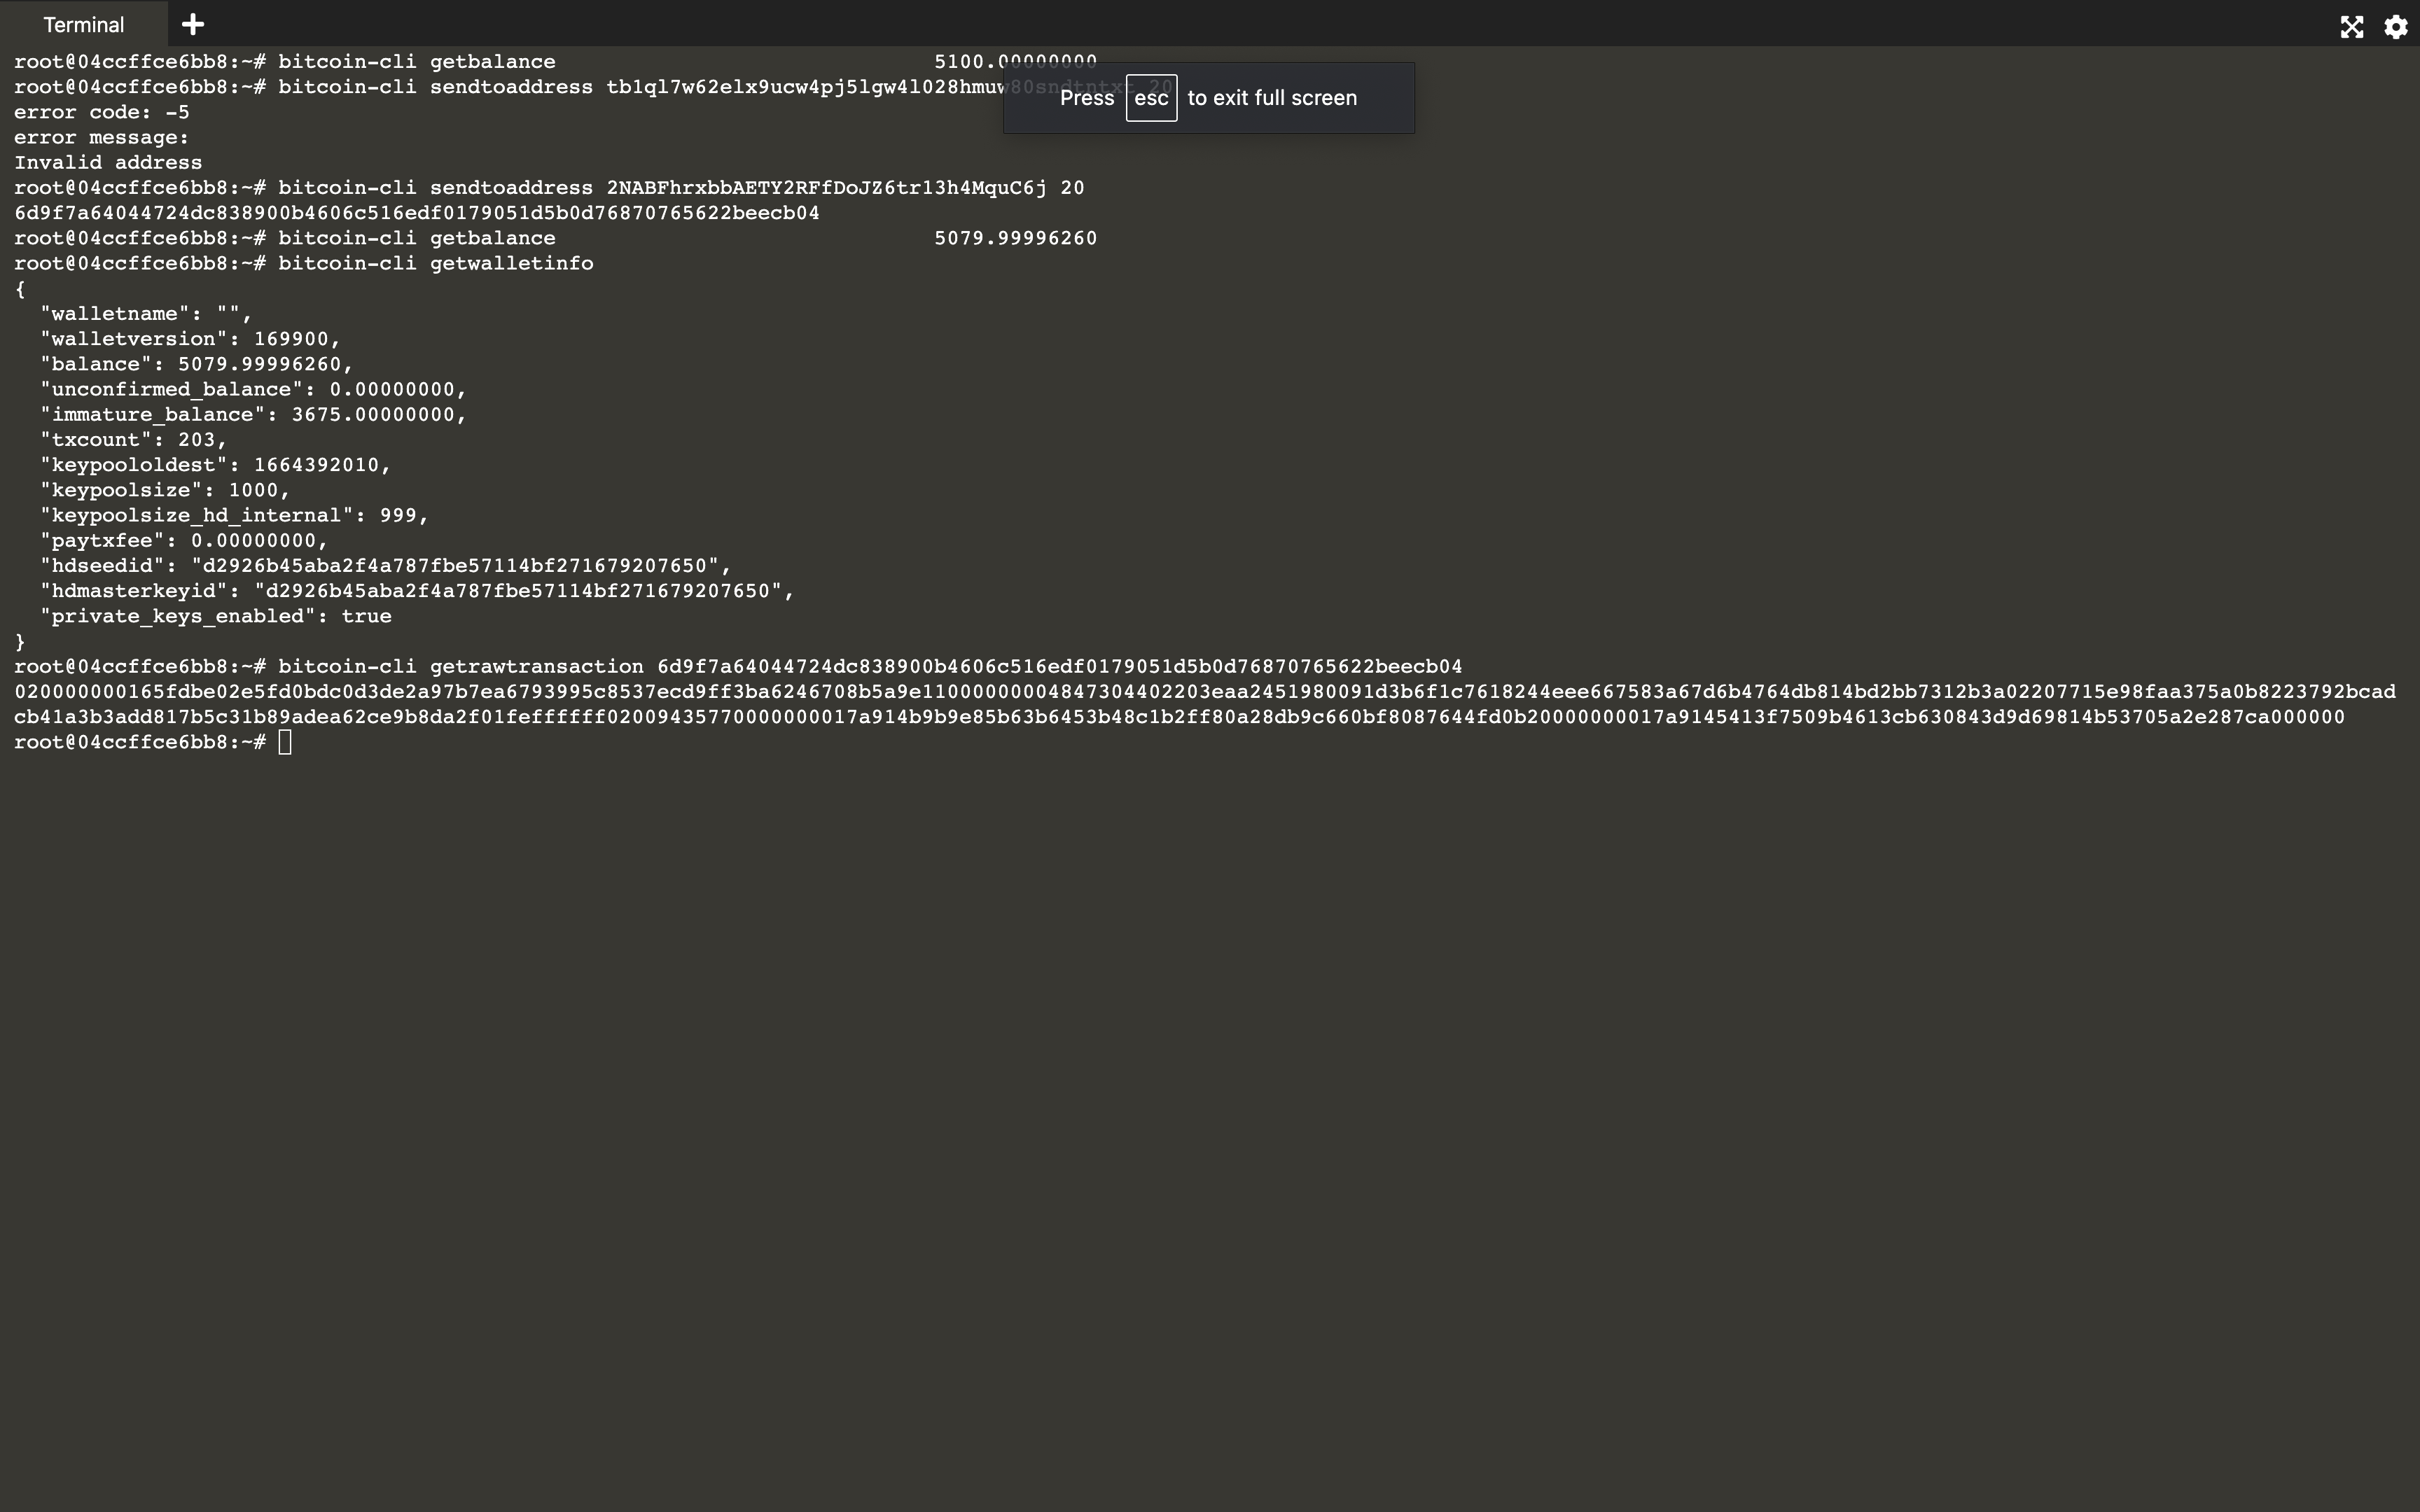 Terminal
root@04ccffce6bb8:~# bitcoin-cli getbalance 5100.00000000
root@04ccffce6bb8:~# bitcoin-cli sendtoaddress tb1ql7w62elx9ucw4pj5lgw4l028hmuw80sndtntxt 20
Press esc to exit full screen
error code: -5
error message:
Invalid address
root@04ccffce6bb8:~# bitcoin-cli sendtoaddress 2NABFhrxbbAETY2RFfDoJZ6tr13h4MquC6j 20
6d9f7a64044724dc838900b4606c516edf0179051d5b0d76870765622beecb04
root@04ccffce6bb8:~# bitcoin-cli getbalance 5079.99996260
root@04ccffce6bb8:~# bitcoin-cli getwalletinfo
{
  "walletname": "",
  "walletversion": 169900,
  "balance": 5079.99996260,
  "unconfirmed_balance": 0.00000000,
  "immature_balance": 3675.00000000,
  "txcount": 203,
  "keypoololdest": 1664392010,
  "keypoolsize": 1000,
  "keypoolsize_hd_internal": 999,
  "paytxfee": 0.00000000,
  "hdseedid": "d2926b45aba2f4a787fbe57114bf271679207650",
  "hdmasterkeyid": "d2926b45aba2f4a787fbe57114bf271679207650",
  "private_keys_enabled": true
}
root@04ccffce6bb8:~# bitcoin-cli getrawtransaction 6d9f7a64044724dc838900b4606c516edf0179051d5b0d76870765622beecb04
020000000165fdbe02e5fd0bdc0d3de2a97b7ea6793995c8537ecd9ff3ba6246708b5a9e110000000004847304402203eaa2451980091d3b6f1c7618244eee667583a67d6b4764db814bd2bb7312b3a02207715e98faa375a0b8223792bcad
cb41a3b3add817b5c31b89adea62ce9b8da2f01feffffff02009435770000000017a914b9b9e85b63b6453b48c1b2ff80a28db9c660bf8087644fd0b20000000017a9145413f7509b4613cb630843d9d69814b53705a2e287ca000000
root@04ccffce6bb8:~#